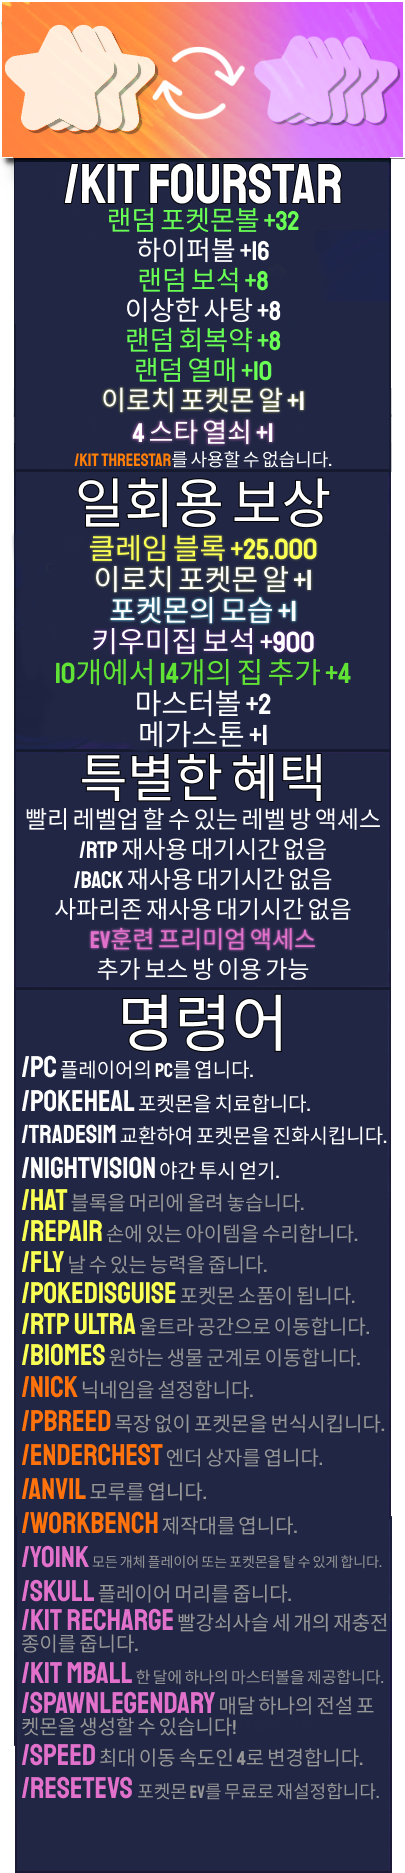 /KIT FOURSTAR
랜덤 포켓몬볼 +32
하이퍼볼 +16
랜덤 보석 +8
이상한 사탕 +8
랜덤 회복약 +8
랜덤 열매 +10
이로치 포켓몬 알 +1
4 스타 열쇠 +1
/KIT THREESTAR를 사용할 수 없습니다.
일회용 보상
클레임 블록 +25.000
이로치 포켓몬 알 +1
포켓몬의 모습 +1
키우미집 보석 +900
10개에서 14개의 집 추가 +4
마스터볼 +2
메가스톤 +1
특별한 혜택
빨리 레벨업 할 수 있는 레벨 방 액세스
/RTP 재사용 대기시간 없음
/BACK 재사용 대기시간 없음
사파리존 재사용 대기시간 없음
EV훈련 프리미엄 액세스
추가 보스 방 이용 가능
명령어
/PC 플레이어의 PC를 엽니다.
/POKEHEAL 포켓몬을 치료합니다.
/TRADESIM 교환하여 포켓몬을 진화시킵니다.
/NIGHTVISION 야간 투시 얻기.
/HAT 블록을 머리에 올려 놓습니다.
/REPAIR 손에 있는 아이템을 수리합니다.
/FLY 날 수 있는 능력을 줍니다.
/POKEDISGUISE 포켓몬 소품이 됩니다.
/RTP ULTRA 울트라 공간으로 이동합니다.
/BIOMES 원하는 생물 군계로 이동합니다.
/NICK 닉네임을 설정합니다.
/PBREED 목장 없이 포켓몬을 번식시킵니다.
/ENDERCHEST 엔더 상자를 엽니다.
/ANVIL 모루를 엽니다.
/WORKBENCH 제작대를 엽니다.
/YOINK 모든 개체 플레이어 또는 포켓몬을 탈 수 있게 합니다.
/SKULL 플레이어 머리를 줍니다.
/KIT RECHARGE 빨강쇠사슬 세 개의 재충전
종이를 줍니다.
/KIT MBALL 한 달에 하나의 마스터볼을 제공합니다.
/SPAWNLEGENDARY 매달 하나의 전설 포
켓몬을 생성할 수 있습니다!
/SPEED 최대 이동 속도인 4로 변경합니다.
/RESETEVS 포켓몬 EV를 무료로 재설정합니다.